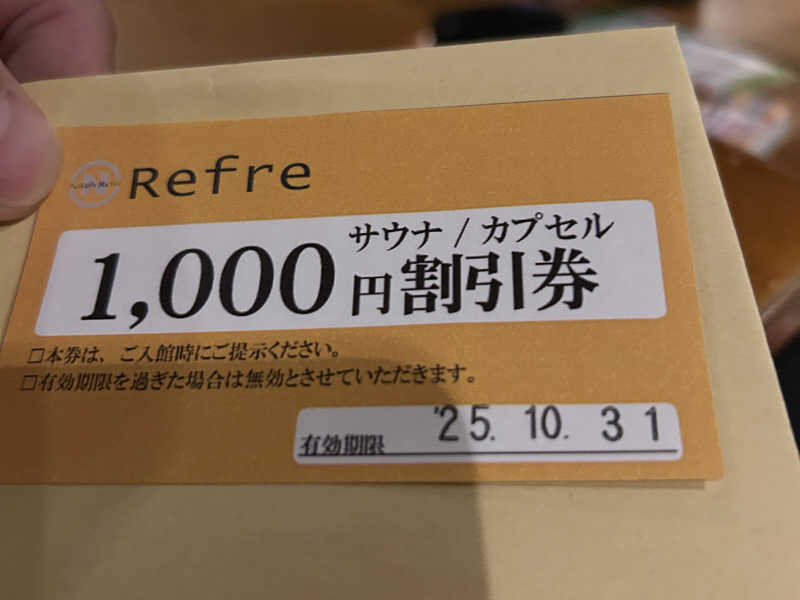 Refre
サウナ / カプセル
1,000円割引券
□本券は、ご入館時にご提示ください。
□有効期限を過ぎた場合は無効とさせていただきます。
有効期限 '25. 10. 31